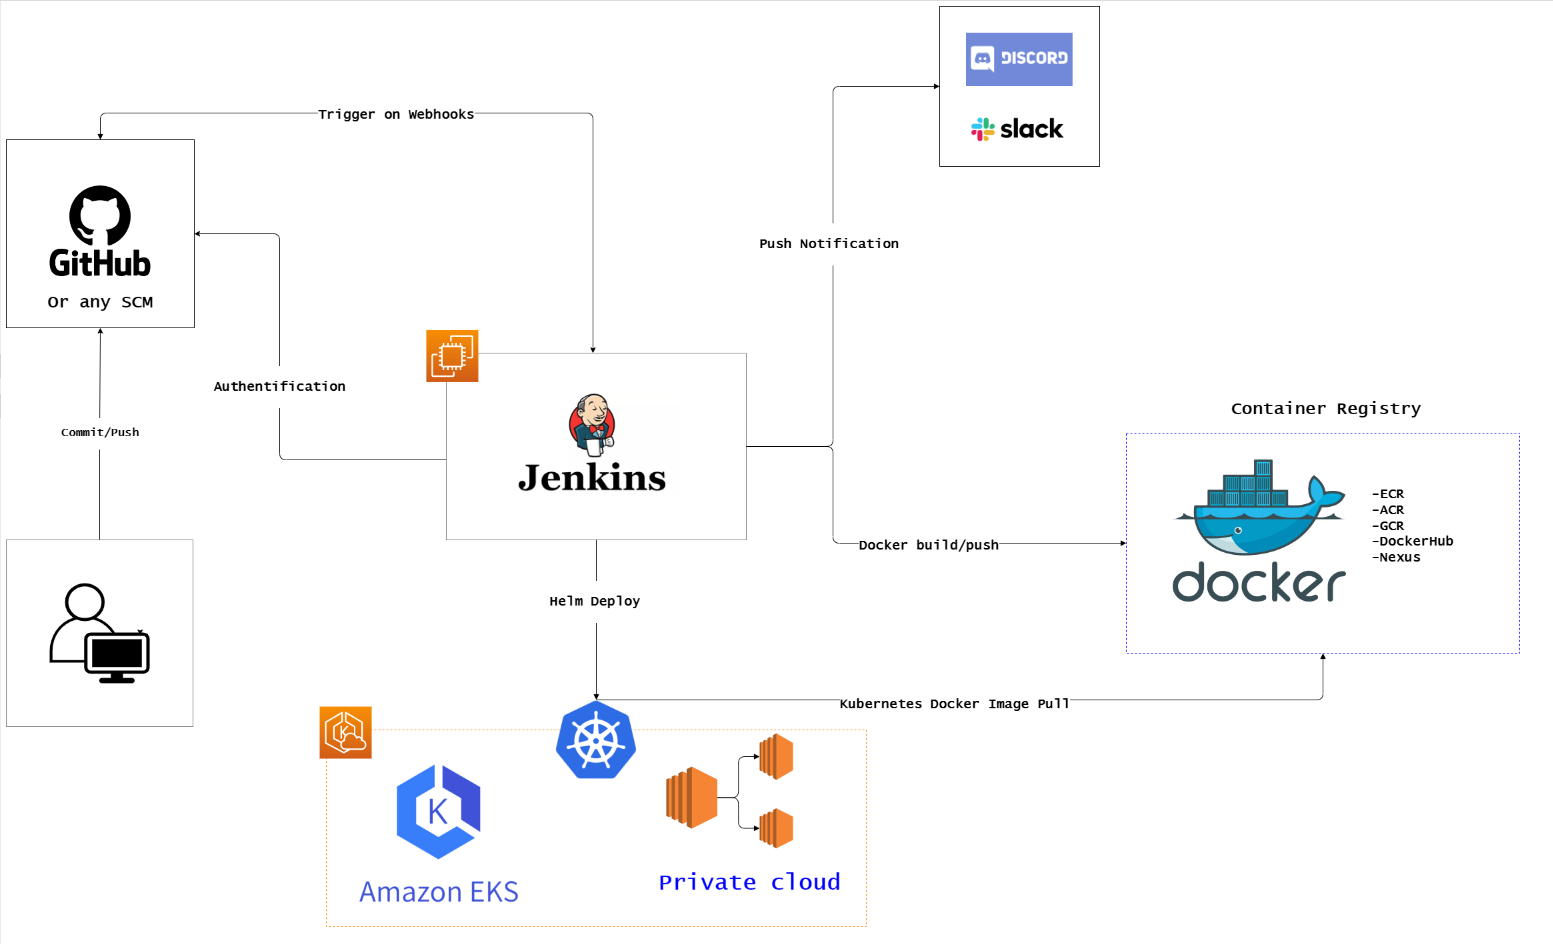 DISCORD
slack
Trigger on Webhooks
GitHub
Or any SCM
Push Notification
Authentification
Commit/Push
Jenkins
Container Registry
docker
-ECR
-ACR
-GCR
-DockerHub
-Nexus
Docker build/push
Helm Deploy
Kubernetes Docker Image Pull
K
K
Amazon EKS
Private cloud